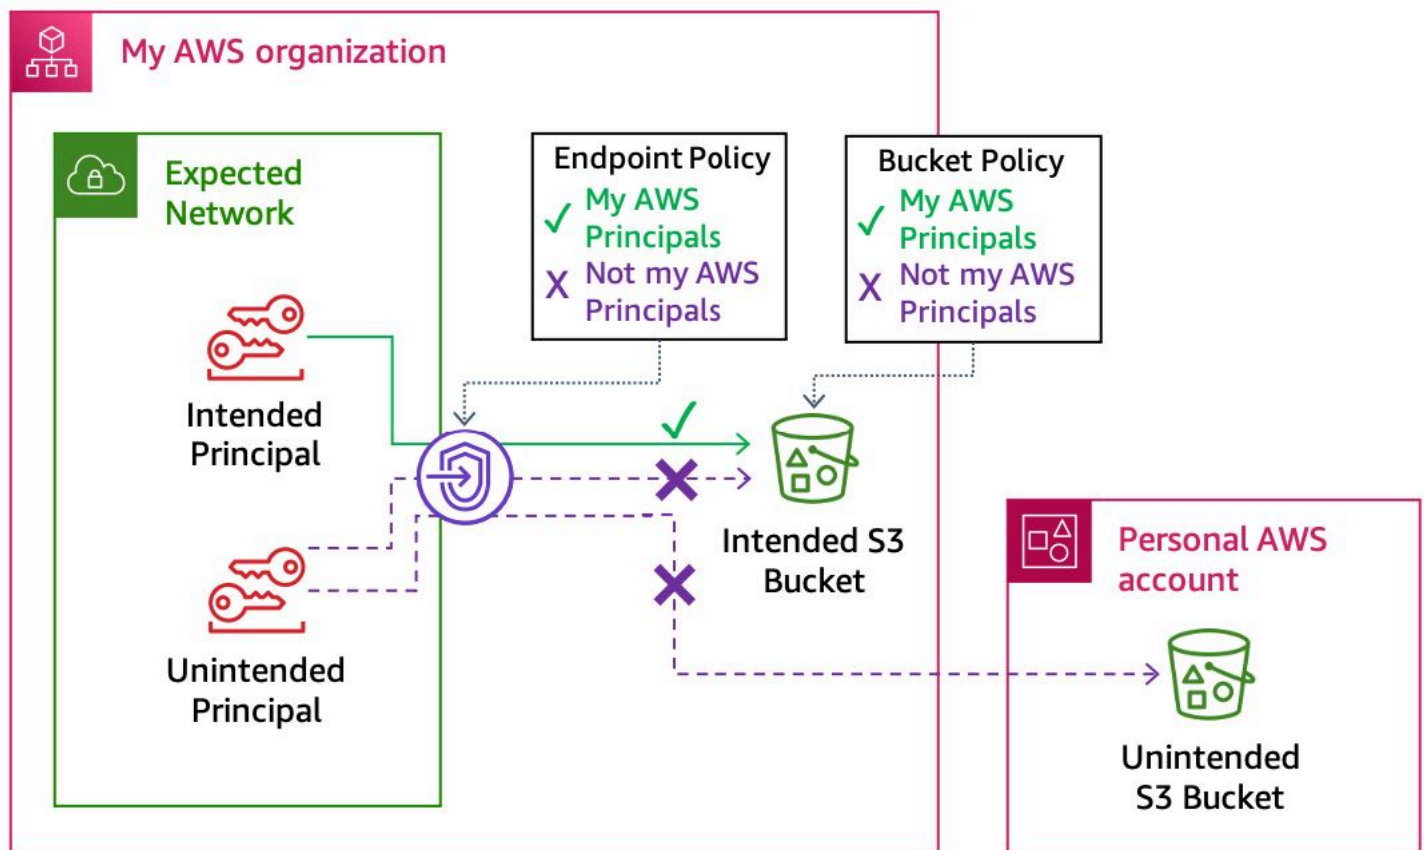 My AWS organization
Expected
Network
Endpoint Policy
✓ My AWS
Principals
X Not my AWS
Principals
Bucket Policy
✓ My AWS
Principals
X Not my AWS
Principals
Intended
Principal
Unintended
Principal
Intended S3
Bucket
Personal AWS
account
Unintended
S3 Bucket